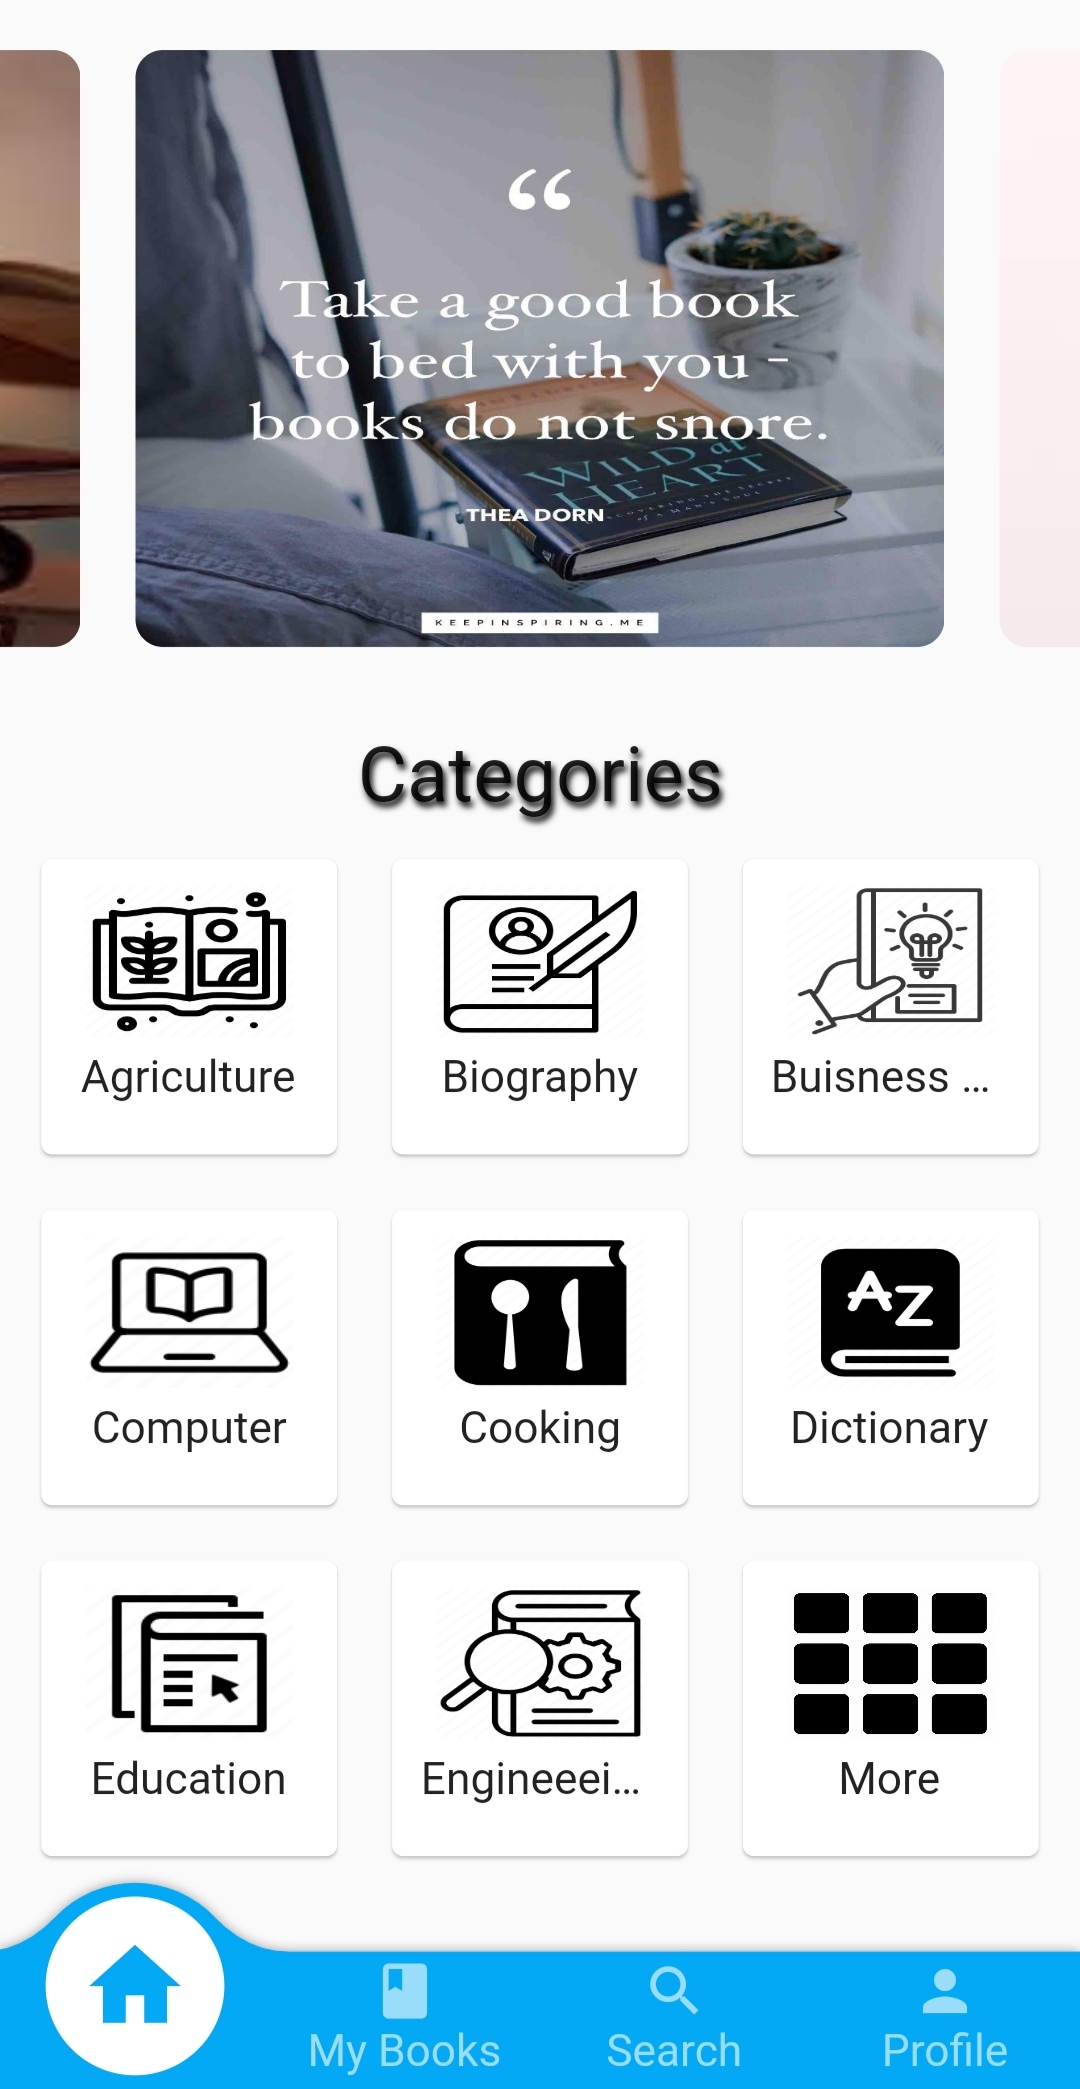 “
Take a good book
to bed with you -
books do not snore.
WILD at
HEART
THEA DORN
KEEPINSPIRING.ME
Categories
Agriculture
Biography
Buisness ...
Computer
AZ
Cooking
Dictionary
Education
Engineeei...
More
My Books
Search
Profile